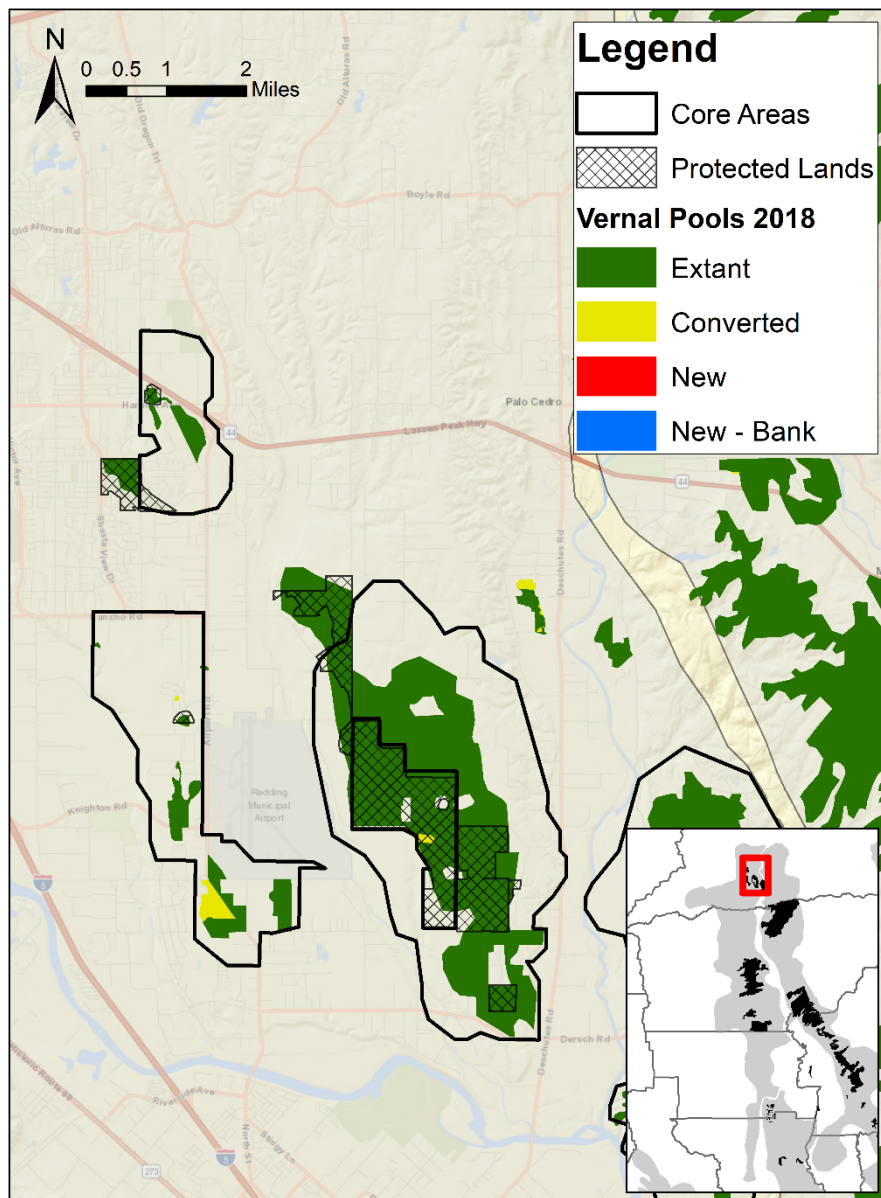 N
0 0.5 1 2
Miles
Legend
Core Areas
Protected Lands
Vernal Pools 2018
Extant
Converted
New
New - Bank
Old Oregon Trl
Old Alturas Rd
Boyle Rd
Old Alturas Rd
Palo Cedro
44
Lassen Peak Hwy
44
Shasta View Dr
Deschutes Rd
Airport Rd
Redding
Municipal
Airport
Knighton Rd
5
Deschutes Rd
Dersch Rd
Riverside Ave
North St
Stingy Ln
5
273